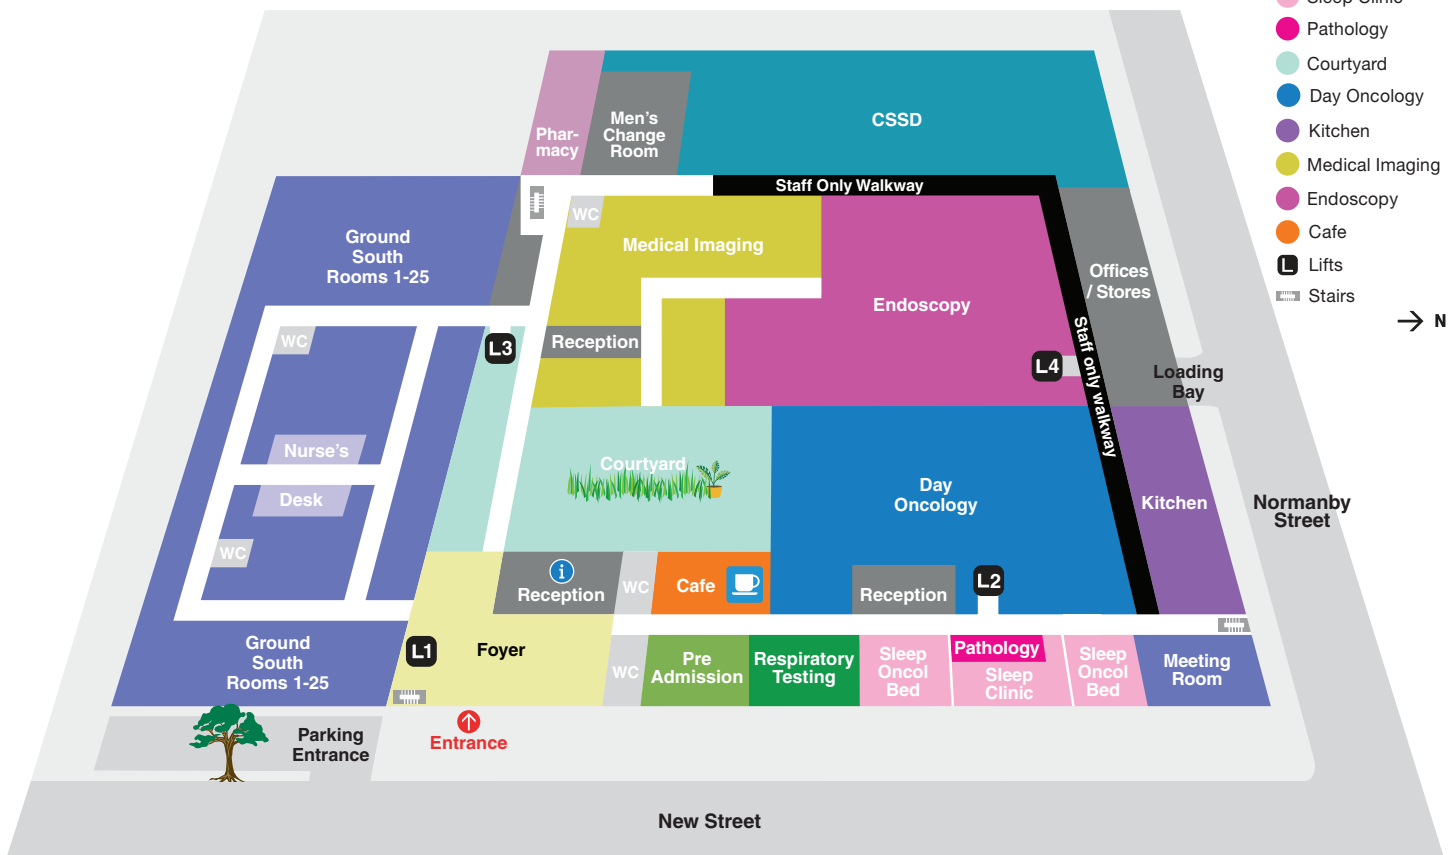 Sleep Clinic
Pathology
Courtyard
Day Oncology
Kitchen
Medical Imaging
Endoscopy
Cafe
L
Lifts
Stairs
N
Phar-
macy
Men's
Change
Room
CSSD
Staff Only Walkway
WC
Medical Imaging
Ground
South
Rooms 1-25
Endoscopy
Offices
/ Stores
WC
L3
Reception
L4
Staff only walkway
Loading
Bay
Nurse's
Desk
WC
Courtyard
Day
Oncology
Kitchen
Normanby
Street
i
Reception
WC
Cafe
Reception
L2
Ground
South
Rooms 1-25
L1
Foyer
WC
Pre
Admission
Respiratory
Testing
Sleep
Oncol
Bed
Pathology
Sleep
Clinic
Sleep
Oncol
Bed
Meeting
Room
Parking
Entrance
Entrance
New Street